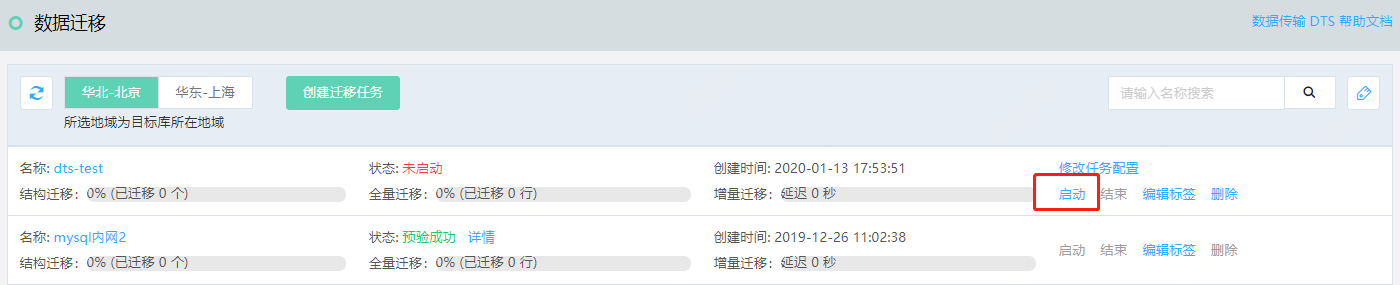 数据迁移 数据传输 DTS 帮助文档
华北-北京 华东-上海 创建迁移任务 请输入名称搜索
所选地域为目标库所在地域
名称: dts-test 状态: 未启动 创建时间: 2020-01-13 17:53:51 修改任务配置
结构迁移: 0% (已迁移 0 个) 全量迁移: 0% (已迁移 0 行) 增量迁移: 延迟 0 秒 启动 结束 编辑标签 删除
名称: mysql内网2 状态: 预验成功 详情 创建时间: 2019-12-26 11:02:38
结构迁移: 0% (已迁移 0 个) 全量迁移: 0% (已迁移 0 行) 增量迁移: 延迟 0 秒 启动 结束 编辑标签 删除